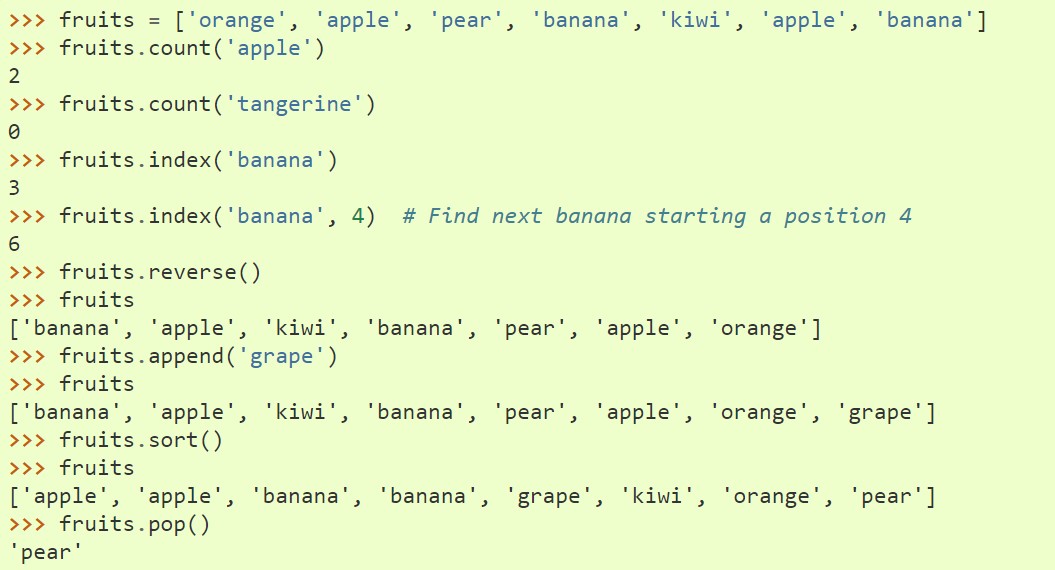 >>> fruits = ['orange', 'apple', 'pear', 'banana', 'kiwi', 'apple', 'banana']
>>> fruits.count('apple')
2
>>> fruits.count('tangerine')
0
>>> fruits.index('banana')
3
>>> fruits.index('banana', 4)  # Find next banana starting a position 4
6
>>> fruits.reverse()
>>> fruits
['banana', 'apple', 'kiwi', 'banana', 'pear', 'apple', 'orange']
>>> fruits.append('grape')
>>> fruits
['banana', 'apple', 'kiwi', 'banana', 'pear', 'apple', 'orange', 'grape']
>>> fruits.sort()
>>> fruits
['apple', 'apple', 'banana', 'banana', 'grape', 'kiwi', 'orange', 'pear']
>>> fruits.pop()
'pear'